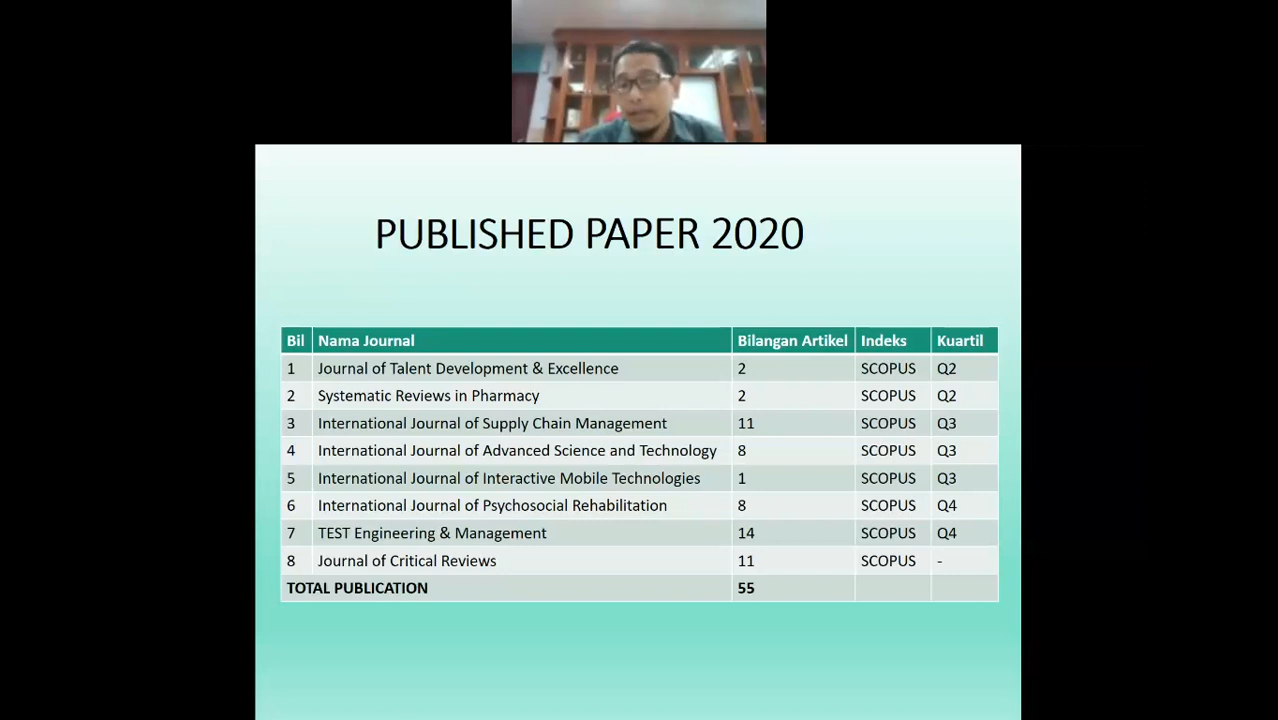 PUBLISHED PAPER 2020
Bil Nama Journal Bilangan Artikel Indeks Kuartil
1 Journal of Talent Development & Excellence 2 SCOPUS Q2
2 Systematic Reviews in Pharmacy 2 SCOPUS Q2
3 International Journal of Supply Chain Management 11 SCOPUS Q3
4 International Journal of Advanced Science and Technology 8 SCOPUS Q3
5 International Journal of Interactive Mobile Technologies 1 SCOPUS Q3
6 International Journal of Psychosocial Rehabilitation 8 SCOPUS Q4
7 TEST Engineering & Management 14 SCOPUS Q4
8 Journal of Critical Reviews 11 SCOPUS -
TOTAL PUBLICATION 55